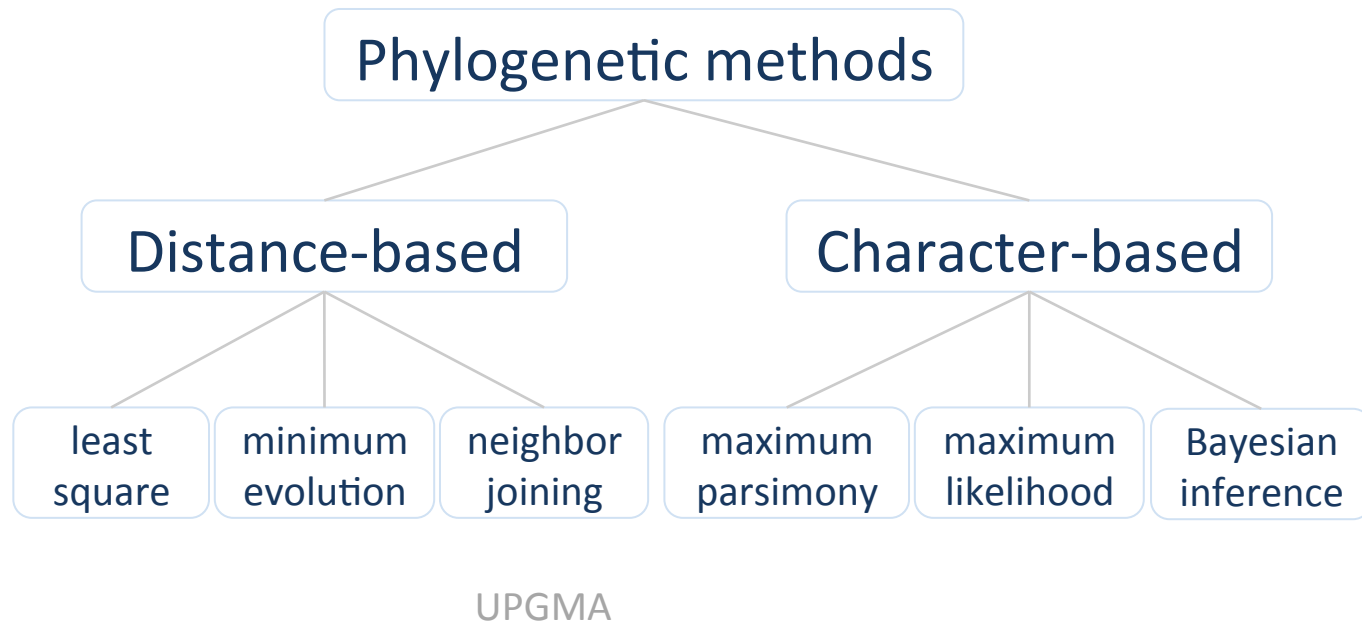 Phylogenetic methods
Distance-based
Character-based
least
square
minimum
evolution
neighbor
joining
maximum
parsimony
maximum
likelihood
Bayesian
inference
UPGMA